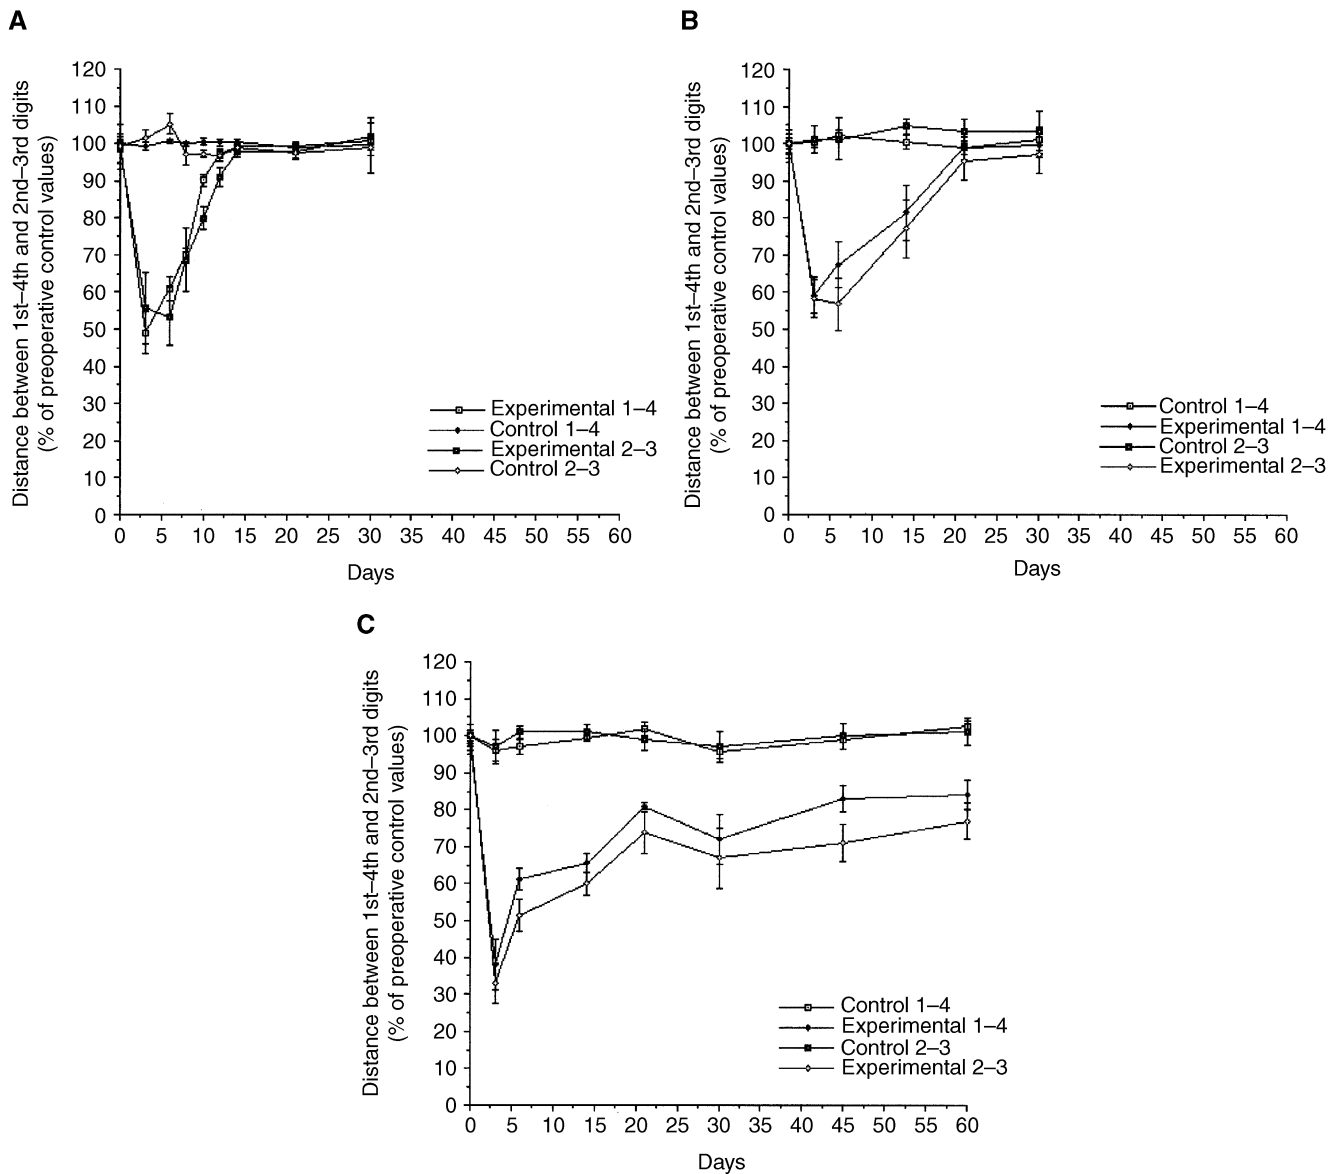 A
Distance between 1st–4th and 2nd–3rd digits
(% of preoperative control values)
120
110
100
90
80
70
60
50
40
30
20
10
0
Experimental 1–4
Control 1–4
Experimental 2–3
Control 2–3
0 5 10 15 20 25 30 35 40 45 50 55 60
Days
B
Distance between 1st–4th and 2nd–3rd digits
(% of preoperative control values)
120
110
100
90
80
70
60
50
40
30
20
10
0
Control 1–4
Experimental 1–4
Control 2–3
Experimental 2–3
0 5 10 15 20 25 30 35 40 45 50 55 60
Days
C
Distance between 1st–4th and 2nd–3rd digits
(% of preoperative control values)
120
110
100
90
80
70
60
50
40
30
20
10
0
Control 1–4
Experimental 1–4
Control 2–3
Experimental 2–3
0 5 10 15 20 25 30 35 40 45 50 55 60
Days